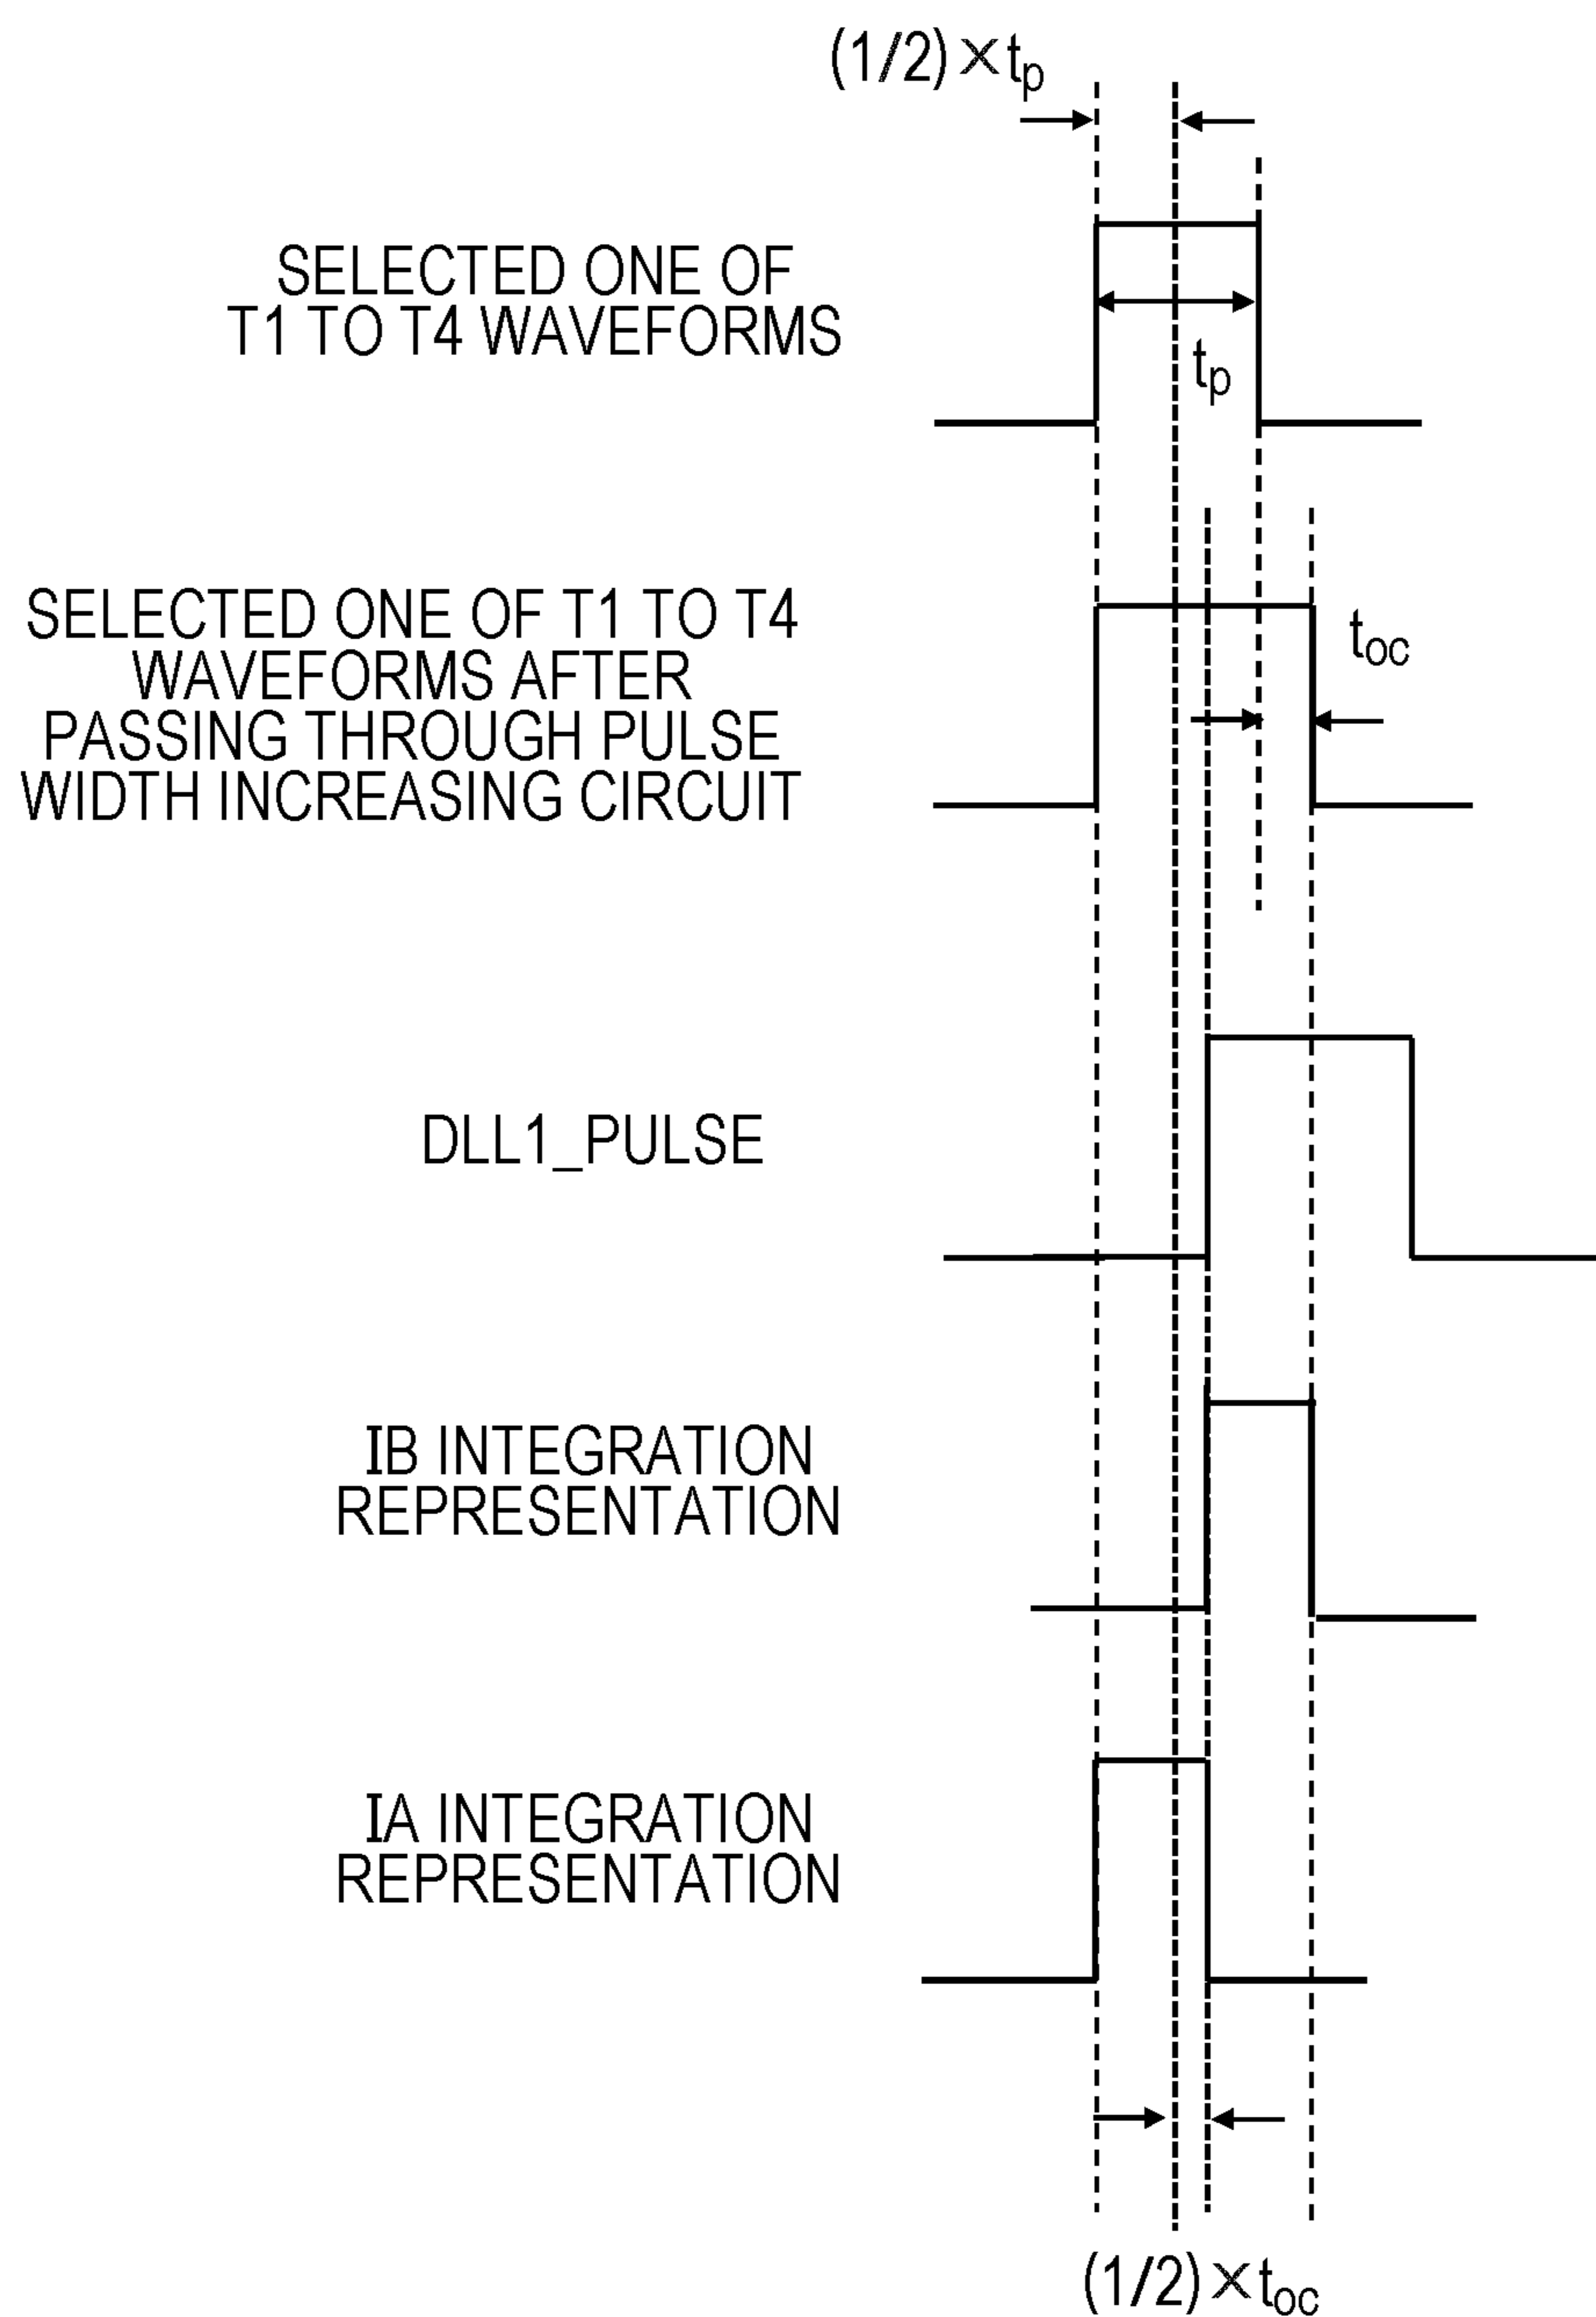 (1/2)×tp
SELECTED ONE OF
T1 TO T4 WAVEFORMS
tp
SELECTED ONE OF T1 TO T4
WAVEFORMS AFTER
PASSING THROUGH PULSE
WIDTH INCREASING CIRCUIT
toc
DLL1_PULSE
IB INTEGRATION
REPRESENTATION
IA INTEGRATION
REPRESENTATION
(1/2)×toc